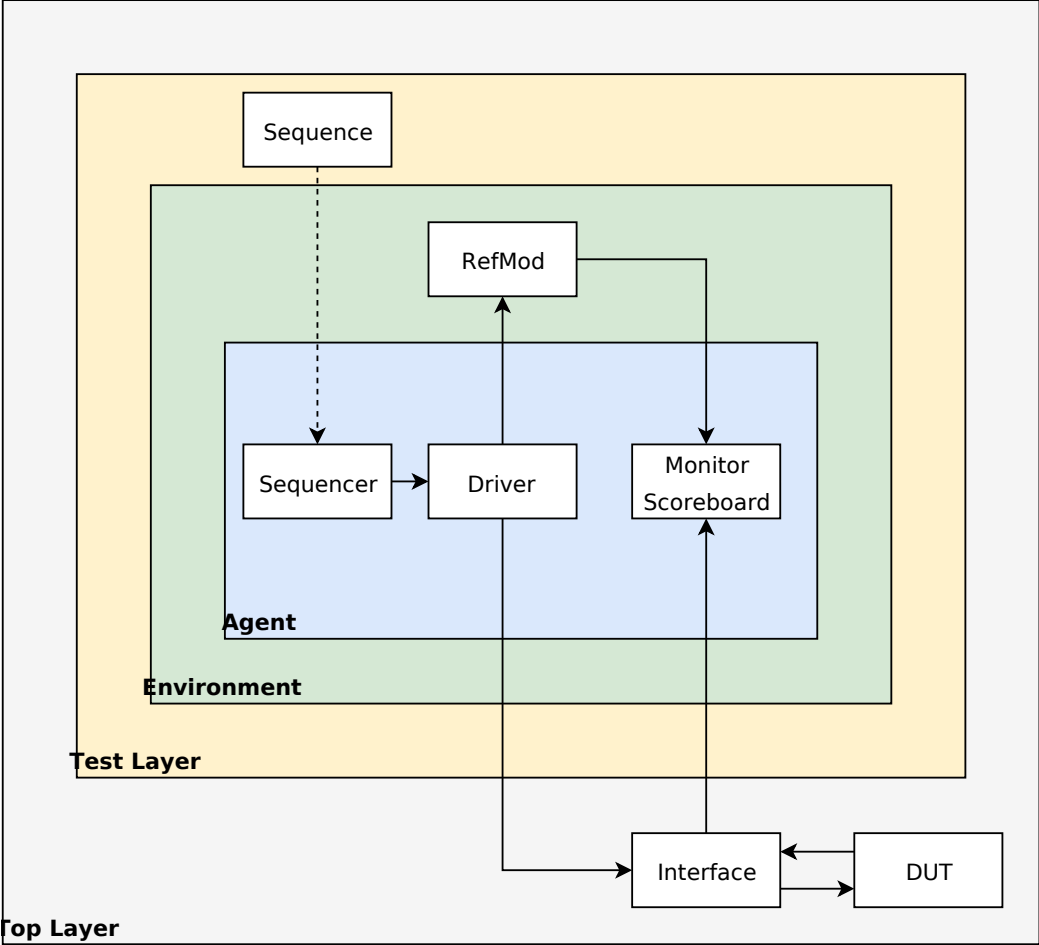 Sequence
RefMod
Sequencer
Driver
Monitor
Scoreboard
Agent
Environment
Test Layer
Interface
DUT
Top Layer